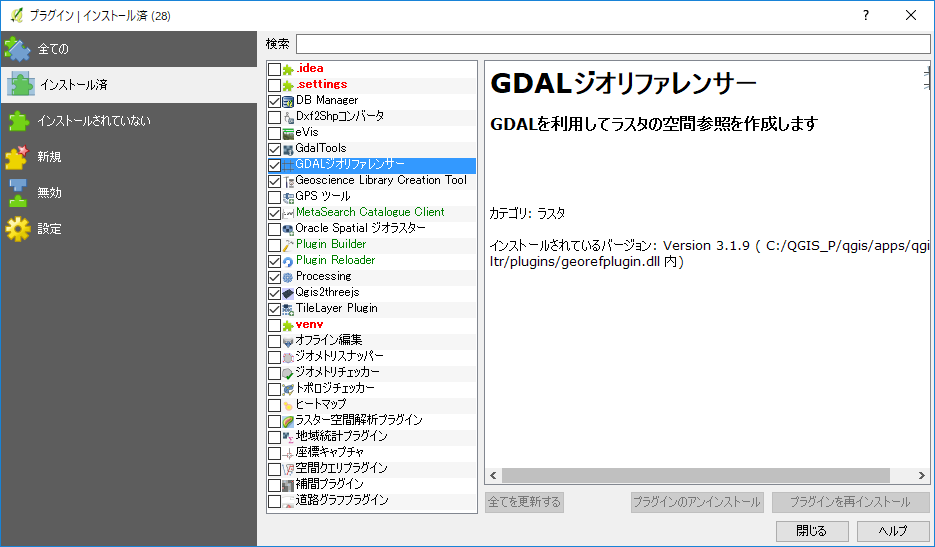 プラグイン | インストール済 (28)
全ての
インストール済
インストールされていない
新規
無効
設定
検索
.idea
.settings
DB Manager
Dxf2Shpコンバータ
eVis
GdalTools
GDALジオリファレンサー
Geoscience Library Creation Tool
GPS ツール
MetaSearch Catalogue Client
Oracle Spatial ジオラスター
Plugin Builder
Plugin Reloader
Processing
Qgis2threejs
TileLayer Plugin
venv
オフライン編集
ジオメトリスナッパー
ジオメトリチェッカー
トポロジチェッカー
ヒートマップ
ラスター空間解析プラグイン
地域統計プラグイン
座標キャプチャ
空間クエリプラグイン
補間プラグイン
道路グラフプラグイン
GDALジオリファレンサー
GDALを利用してラスタの空間参照を作成します
カテゴリ: ラスタ
インストールされているバージョン: Version 3.1.9 ( C:/QGIS_P/qgis/apps/qgi
ltr/plugins/georefplugin.dll 内)
全てを更新する
プラグインのアンインストール
プラグインを再インストール
閉じる
ヘルプ